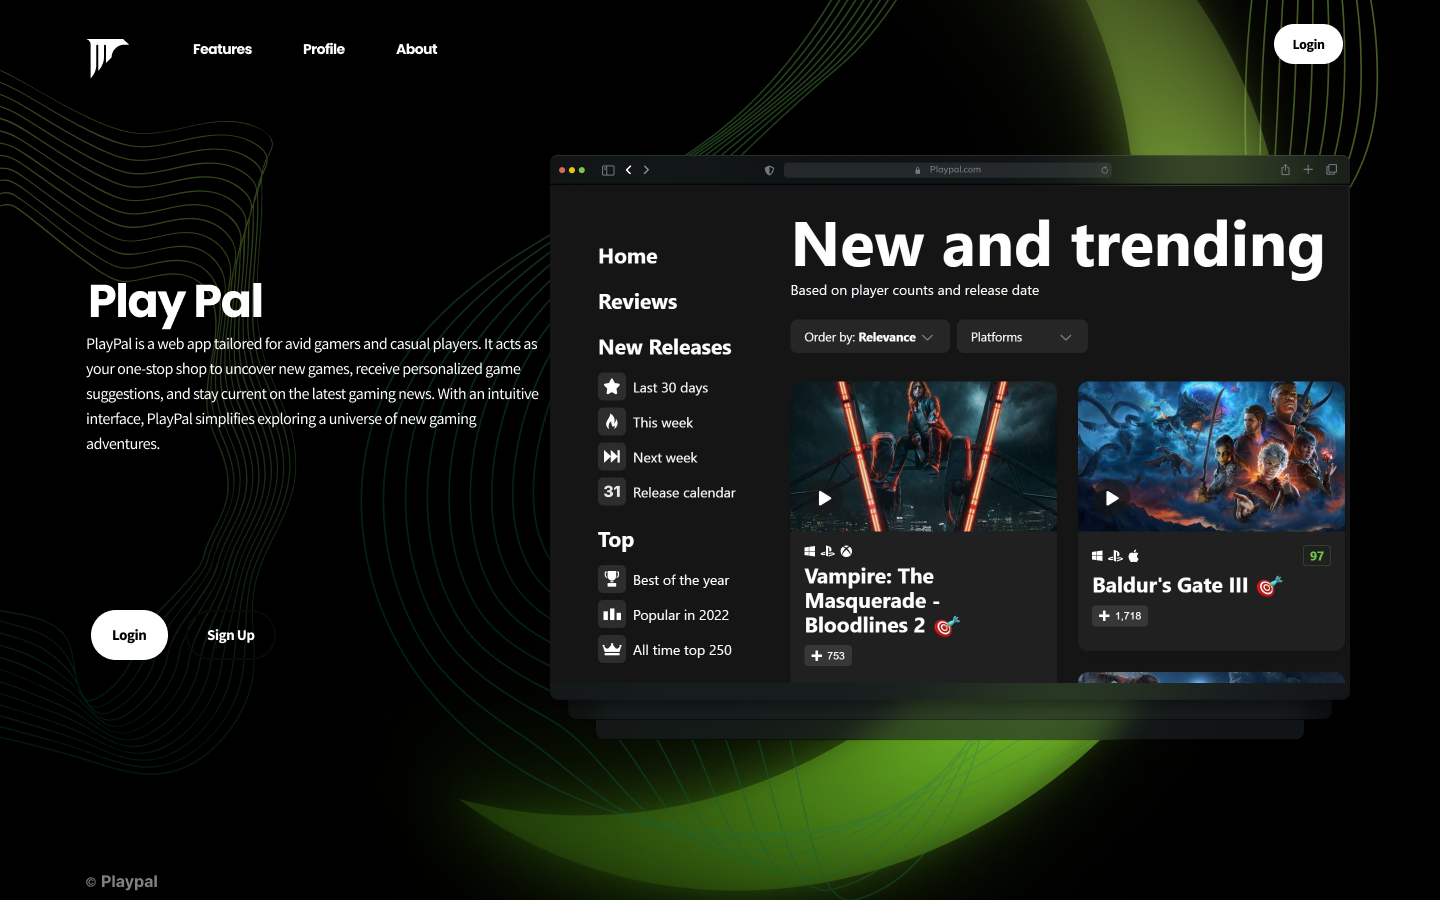 Features
Profile
About
Login
Play Pal
PlayPal is a web app tailored for avid gamers and casual players. It acts as
your one-stop shop to uncover new games, receive personalized game
suggestions, and stay current on the latest gaming news. With an intuitive
interface, PlayPal simplifies exploring a universe of new gaming
adventures.
Login
Sign Up
© Playpal
Playpal.com
Home
Reviews
New Releases
Last 30 days
This week
Next week
31 Release calendar
Top
Best of the year
Popular in 2022
All time top 250
New and trending
Based on player counts and release date
Order by: Relevance
Platforms
Vampire: The
Masquerade -
Bloodlines 2
753
97
Baldur's Gate III
1,718